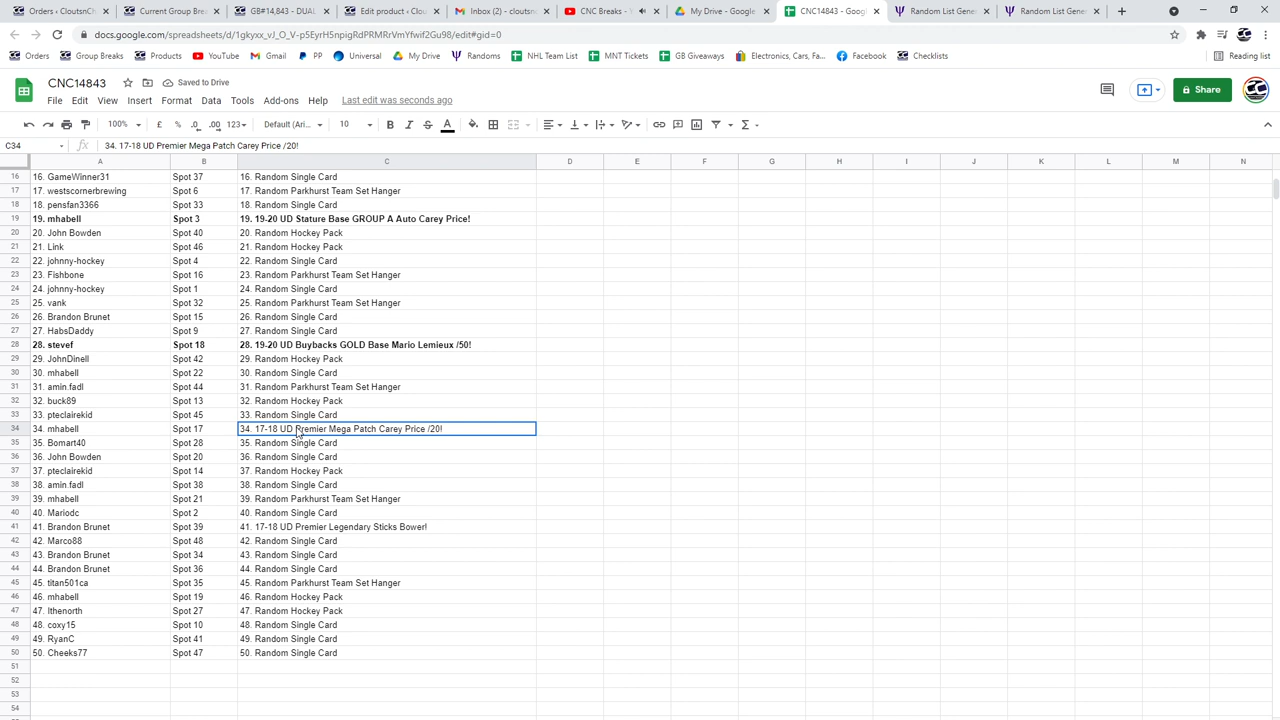 Orders • CloutsnC
Current Group Brea
GB#14,843 - DUAL
Edit product • Clou
Inbox (2) - cloutsno
CNC Breaks -
My Drive - Google
CNC14843 - Goog
Random List Gene
Random List Gene
docs.google.com/spreadsheets/d/1gkyxx_vJ_O_V-p5EyrH5npigRdPRMRrVmYfwif2Gu98/edit#gid=0
Orders Group Breaks Products YouTube Gmail PP Universal My Drive Randoms NHL Team List MNT Tickets GB Giveaways Electronics, Cars, Fa... Facebook Checklists Reading list
CNC14843 Saved to Drive
File Edit View Insert Format Data Tools Add-ons Help Last edit was seconds ago
Share
100% £ % .0 .00 123 Default (Ari... 10
C34 34. 17-18 UD Premier Mega Patch Carey Price /20!
A B C D E F G H I J K L M N
16 16. GameWinner31 Spot 37 16. Random Single Card
17 17. westscornerbrewing Spot 6 17. Random Parkhurst Team Set Hanger
18 18. pensfan3366 Spot 33 18. Random Single Card
19 19. mhabell Spot 3 19. 19-20 UD Stature Base GROUP A Auto Carey Price!
20 20. John Bowden Spot 40 20. Random Hockey Pack
21 21. Link Spot 46 21. Random Hockey Pack
22 22. johnny-hockey Spot 4 22. Random Single Card
23 23. Fishbone Spot 16 23. Random Parkhurst Team Set Hanger
24 24. johnny-hockey Spot 1 24. Random Single Card
25 25. vank Spot 32 25. Random Parkhurst Team Set Hanger
26 26. Brandon Brunet Spot 15 26. Random Single Card
27 27. HabsDaddy Spot 9 27. Random Single Card
28 28. stevef Spot 18 28. 19-20 UD Buybacks GOLD Base Mario Lemieux /50!
29 29. JohnDinell Spot 42 29. Random Hockey Pack
30 30. mhabell Spot 22 30. Random Single Card
31 31. amin.fadl Spot 44 31. Random Parkhurst Team Set Hanger
32 32. buck89 Spot 13 32. Random Hockey Pack
33 33. pteclairekid Spot 45 33. Random Single Card
34 34. mhabell Spot 17 34. 17-18 UD Premier Mega Patch Carey Price /20!
35 35. Bomart40 Spot 28 35. Random Single Card
36 36. John Bowden Spot 20 36. Random Single Card
37 37. pteclairekid Spot 14 37. Random Hockey Pack
38 38. amin.fadl Spot 38 38. Random Single Card
39 39. mhabell Spot 21 39. Random Parkhurst Team Set Hanger
40 40. Mariodc Spot 2 40. Random Single Card
41 41. Brandon Brunet Spot 39 41. 17-18 UD Premier Legendary Sticks Bower!
42 42. Marco88 Spot 48 42. Random Single Card
43 43. Brandon Brunet Spot 34 43. Random Single Card
44 44. Brandon Brunet Spot 36 44. Random Single Card
45 45. titan501ca Spot 35 45. Random Parkhurst Team Set Hanger
46 46. mhabell Spot 19 46. Random Hockey Pack
47 47. lthenorth Spot 27 47. Random Hockey Pack
48 48. coxy15 Spot 10 48. Random Single Card
49 49. RyanC Spot 41 49. Random Single Card
50 50. Cheeks77 Spot 47 50. Random Single Card
51
52
53
54